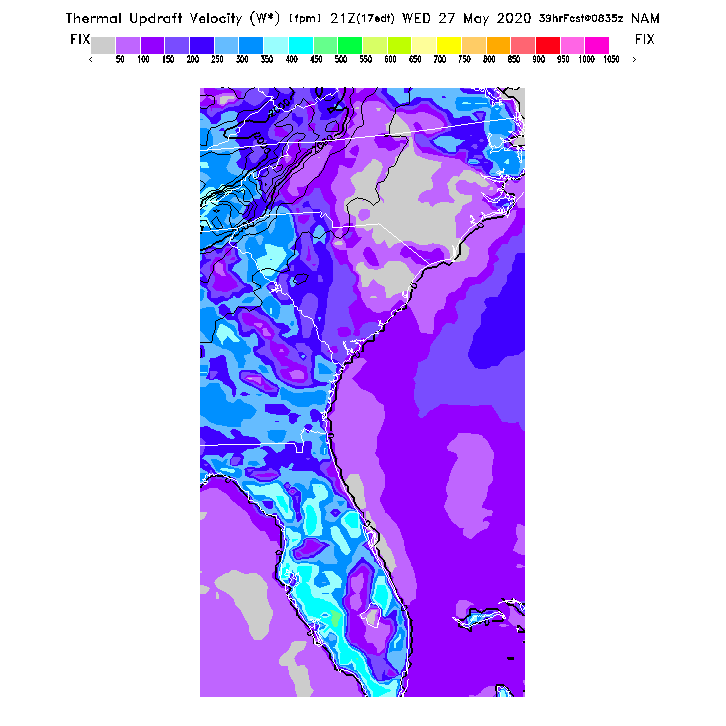 Thermal Updraft Velocity (W*) [fpm] 21Z(17edt) WED 27 May 2020 39hrFcst@0835z NAM
FIX FIX
< 50 100 150 200 250 300 350 400 450 500 550 600 650 700 750 800 850 900 950 1000 1050 >